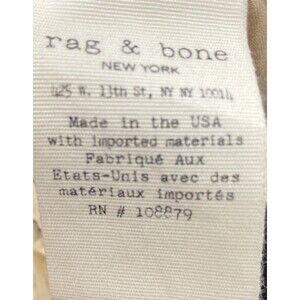 rag & bone
NEW YORK
425 W. 13th St, NY NY 10014
Made in the USA
with imported materials
Fabriqué Aux
Etats-Unis avec des
matériaux importés
RN # 108879